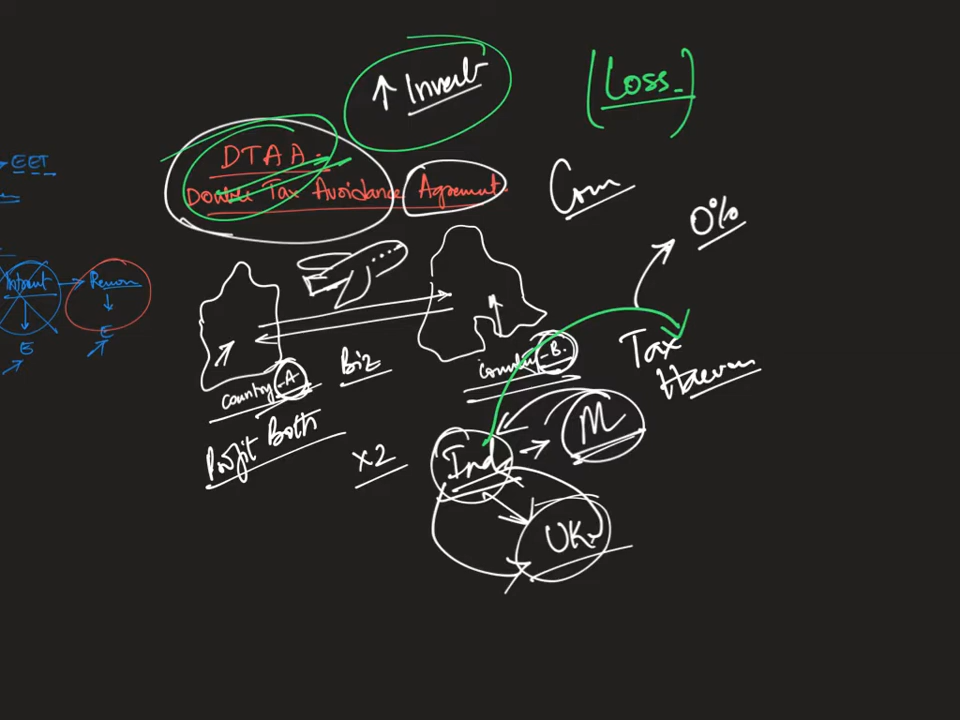 ↑ Invest
(Loss.)
DTAA.
Double Tax Avoidance Agreement.
Com
0%
EET
→
E
E
Country-A
Biz
Country-B.
Tax
Haeven
Profit Both
x2
Ind
M
UK